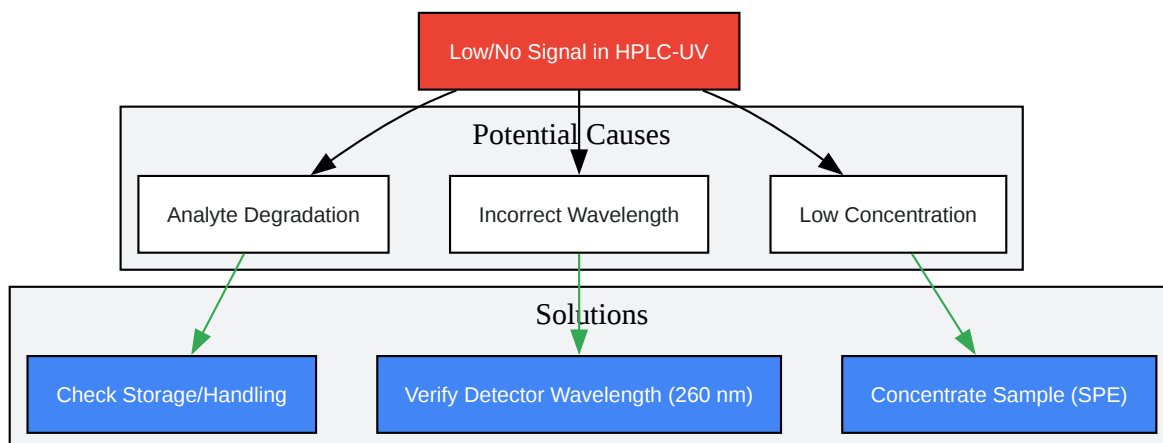 Low/No Signal in HPLC-UV
Potential Causes
Analyte Degradation
Incorrect Wavelength
Low Concentration
Solutions
Check Storage/Handling
Verify Detector Wavelength (260 nm)
Concentrate Sample (SPE)